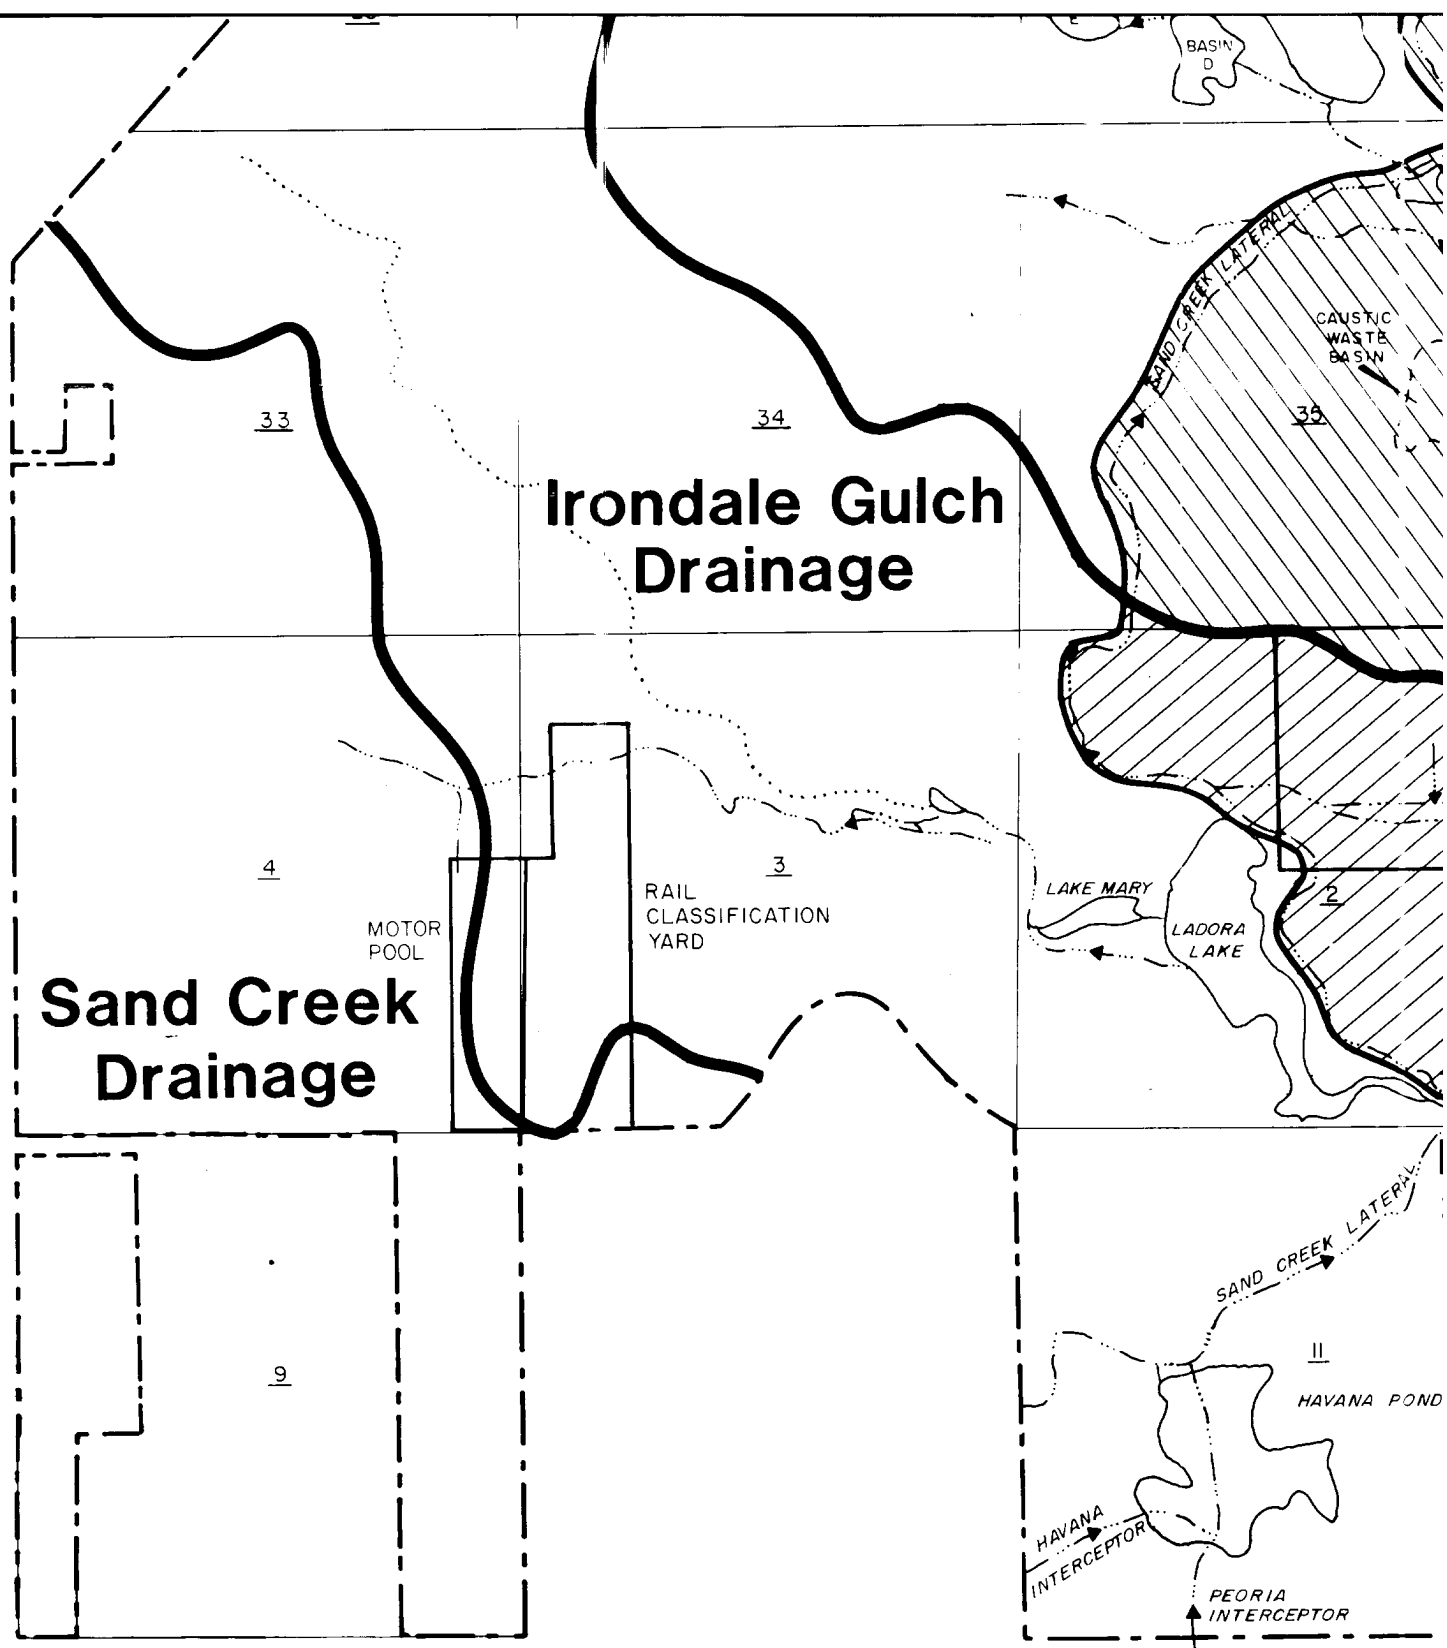 BASIN
D
SAND CREEK LATERAL
CAUSTIC
WASTE
BASIN
33
34
35
Irondale Gulch
Drainage
4
3
2
RAIL
CLASSIFICATION
YARD
LAKE MARY
MOTOR
POOL
LADORA
LAKE
Sand Creek
Drainage
SAND CREEK LATERAL
9
11
HAVANA POND
HAVANA
INTERCEPTOR
PEORIA
INTERCEPTOR